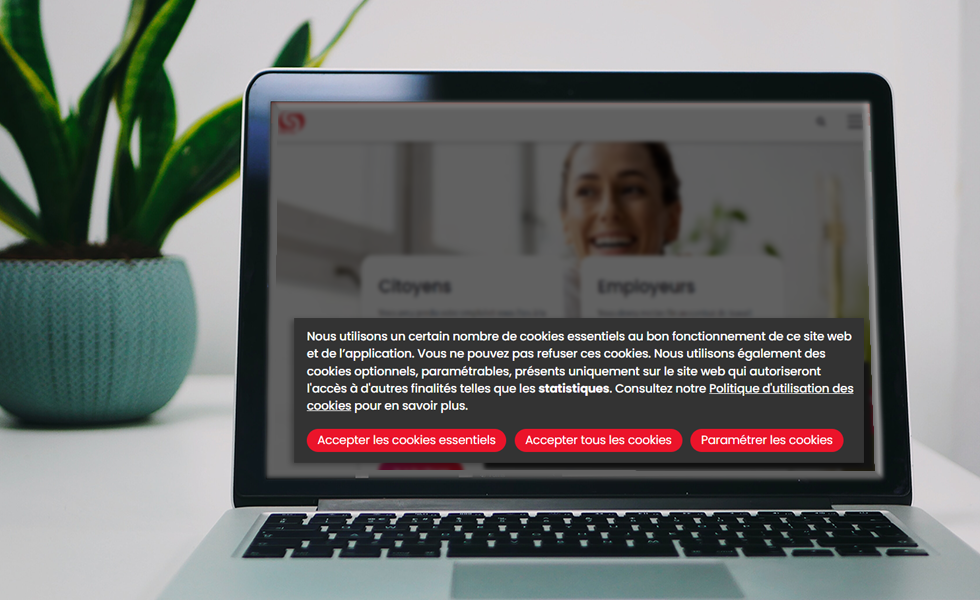 Citoyens
Employeurs
Nous utilisons un certain nombre de cookies essentiels au bon fonctionnement de ce site web
et de l'application. Vous ne pouvez pas refuser ces cookies. Nous utilisons également des
cookies optionnels, paramétrables, présents uniquement sur le site web qui autoriseront
l'accès à d'autres finalités telles que les statistiques. Consultez notre Politique d'utilisation des
cookies pour en savoir plus.
Accepter les cookies essentiels
Accepter tous les cookies
Paramétrer les cookies